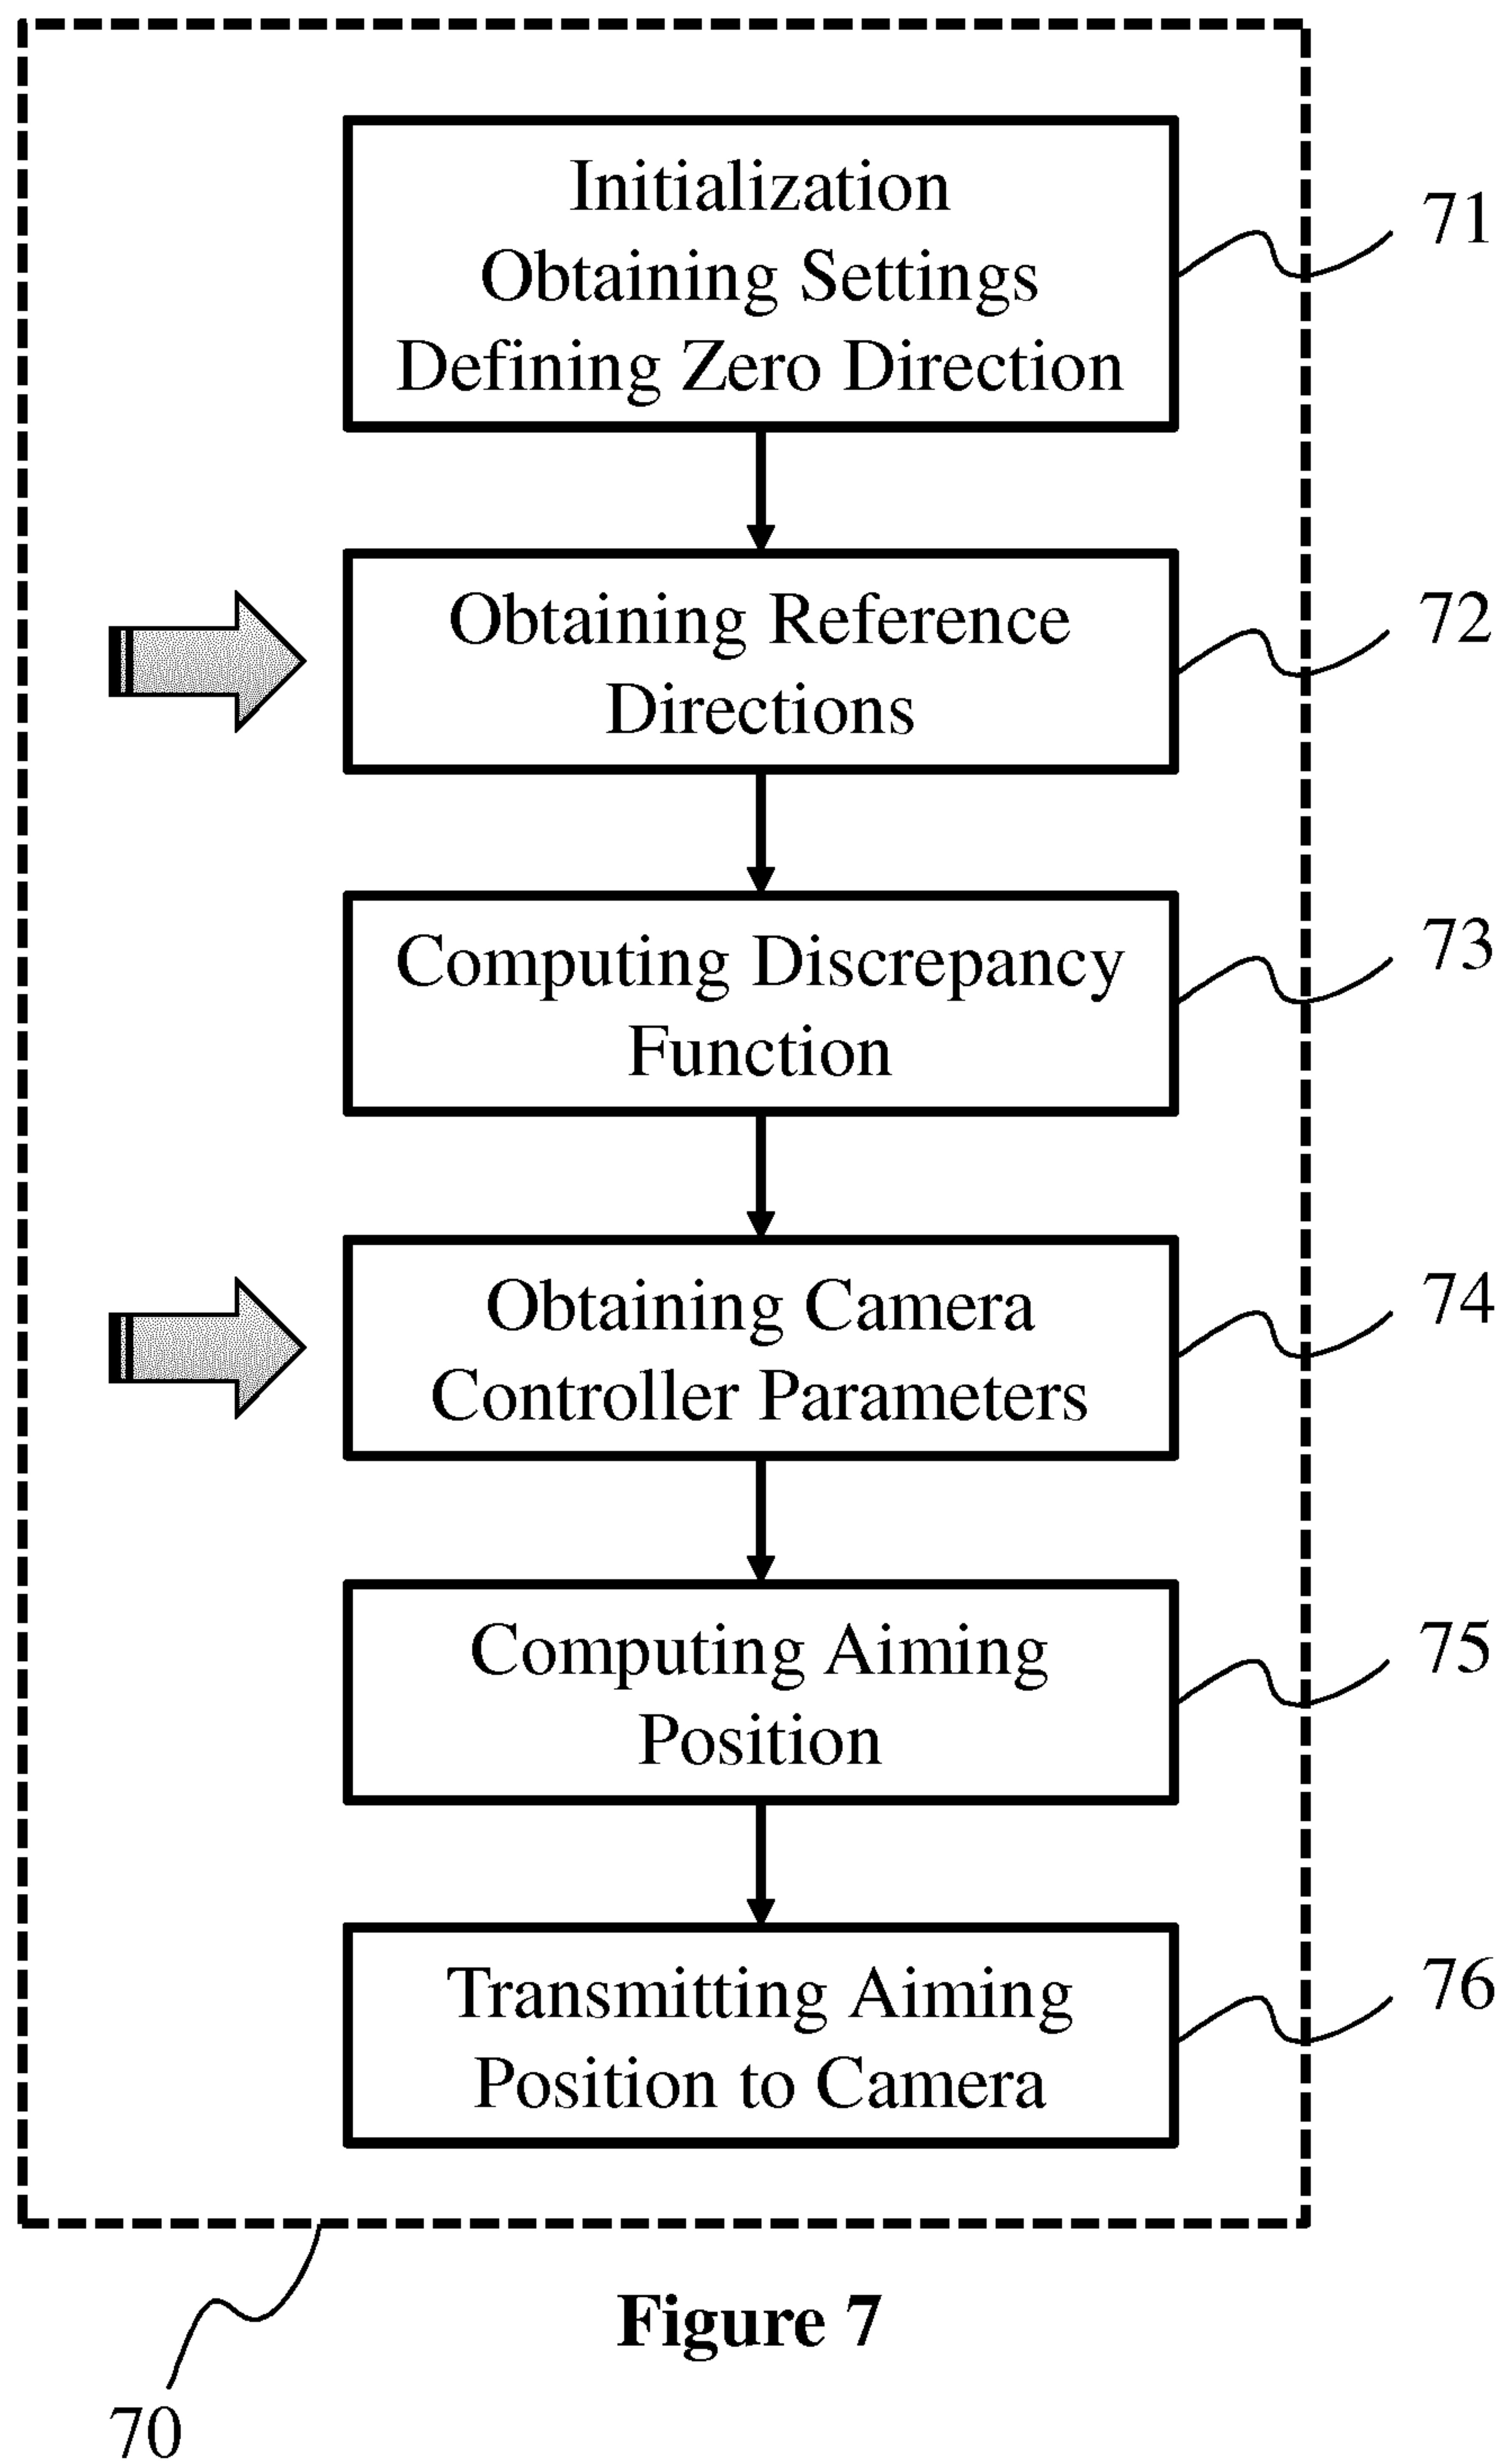 Initialization
Obtaining Settings
Defining Zero Direction
71
Obtaining Reference
Directions
72
Computing Discrepancy
Function
73
Obtaining Camera
Controller Parameters
74
Computing Aiming
Position
75
Transmitting Aiming
Position to Camera
76
Figure 7
70